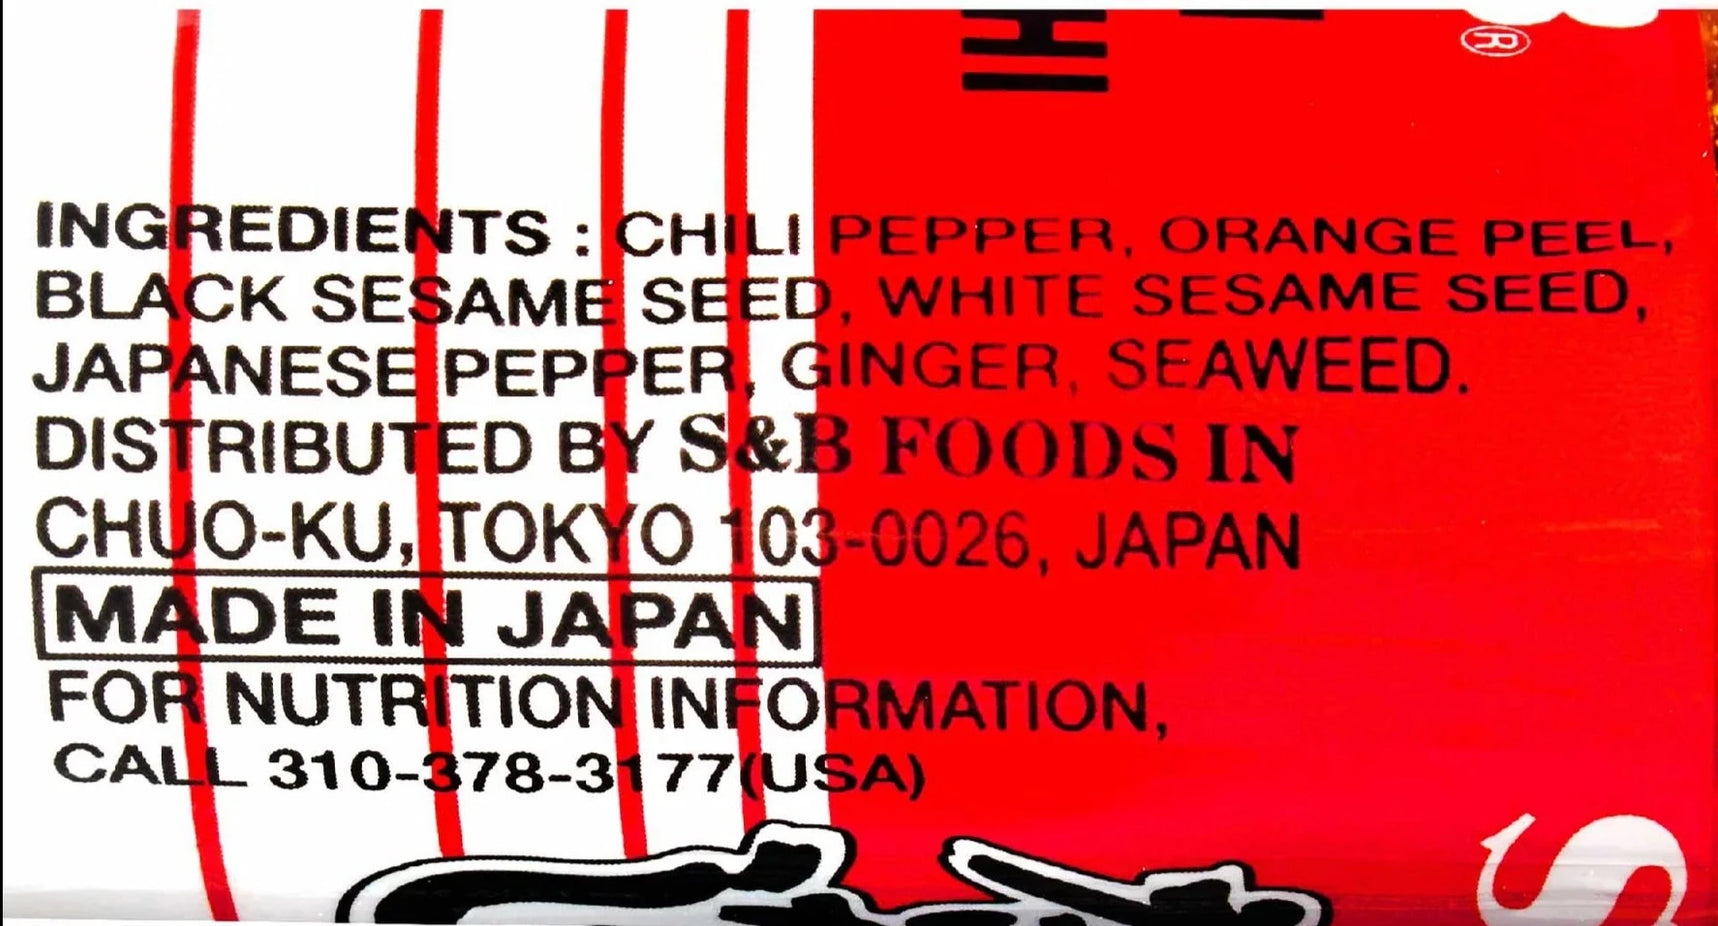 INGREDIENTS : CHILI PEPPER, ORANGE PEEL,
BLACK SESAME SEED, WHITE SESAME SEED,
JAPANESE PEPPER, GINGER, SEAWEED.
DISTRIBUTED BY S&B FOODS IN
CHUO-KU, TOKYO 103-0026, JAPAN
MADE IN JAPAN
FOR NUTRITION INFORMATION,
CALL 310-378-3177(USA)